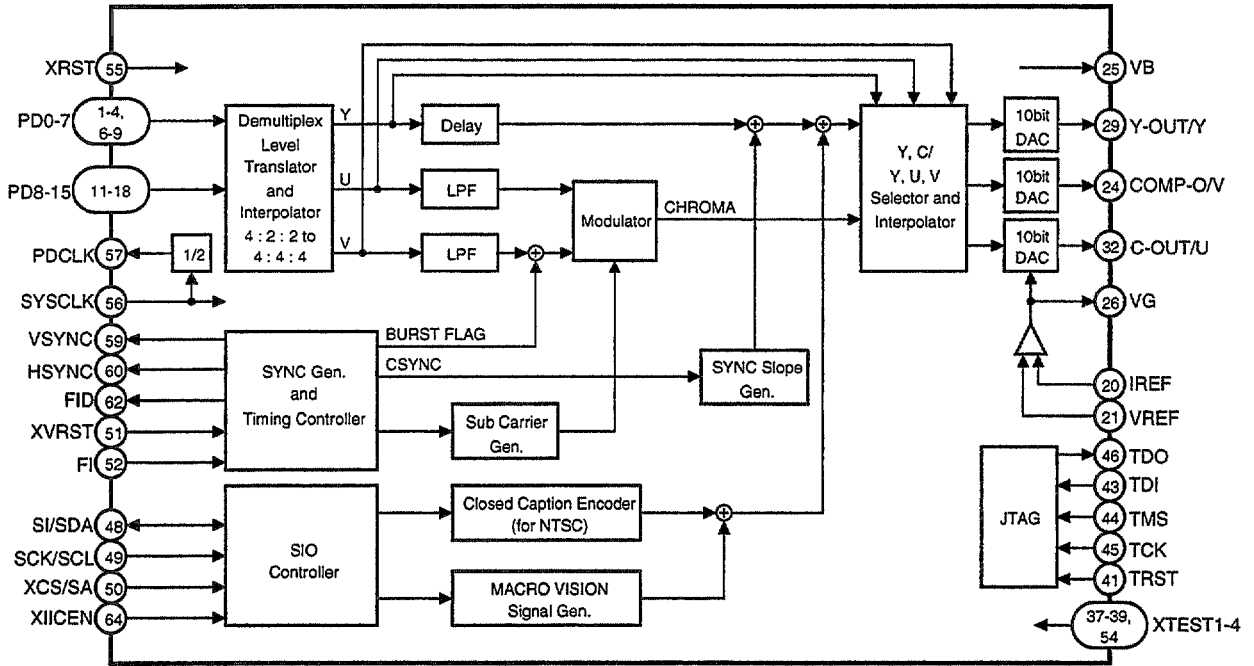 XRST 55
PD0-7 1-4,
6-9
PD8-15 11-18
PDCLK 57
1/2
SYSCLK 56
VSYNC 59
HSYNC 60
FID 62
XVRST 51
FI 52
SI/SDA 48
SCK/SCL 49
XCS/SA 50
XIICEN 64
Demultiplex
Level
Translator
and
Interpolator
4 : 2 : 2 to
4 : 4 : 4
Y
U
V
Delay
LPF
LPF
Modulator
CHROMA
BURST FLAG
CSYNC
SYNC Gen.
and
Timing Controller
SYNC Slope
Gen.
Sub Carrier
Gen.
SIO
Controller
Closed Caption Encoder
(for NTSC)
MACRO VISION
Signal Gen.
Y, C/
Y, U, V
Selector and
Interpolator
10bit
DAC
10bit
DAC
10bit
DAC
25 VB
29 Y-OUT/Y
24 COMP-O/V
32 C-OUT/U
26 VG
20 IREF
21 VREF
JTAG
46 TDO
43 TDI
44 TMS
45 TCK
41 TRST
37-39,
54 XTEST1-4